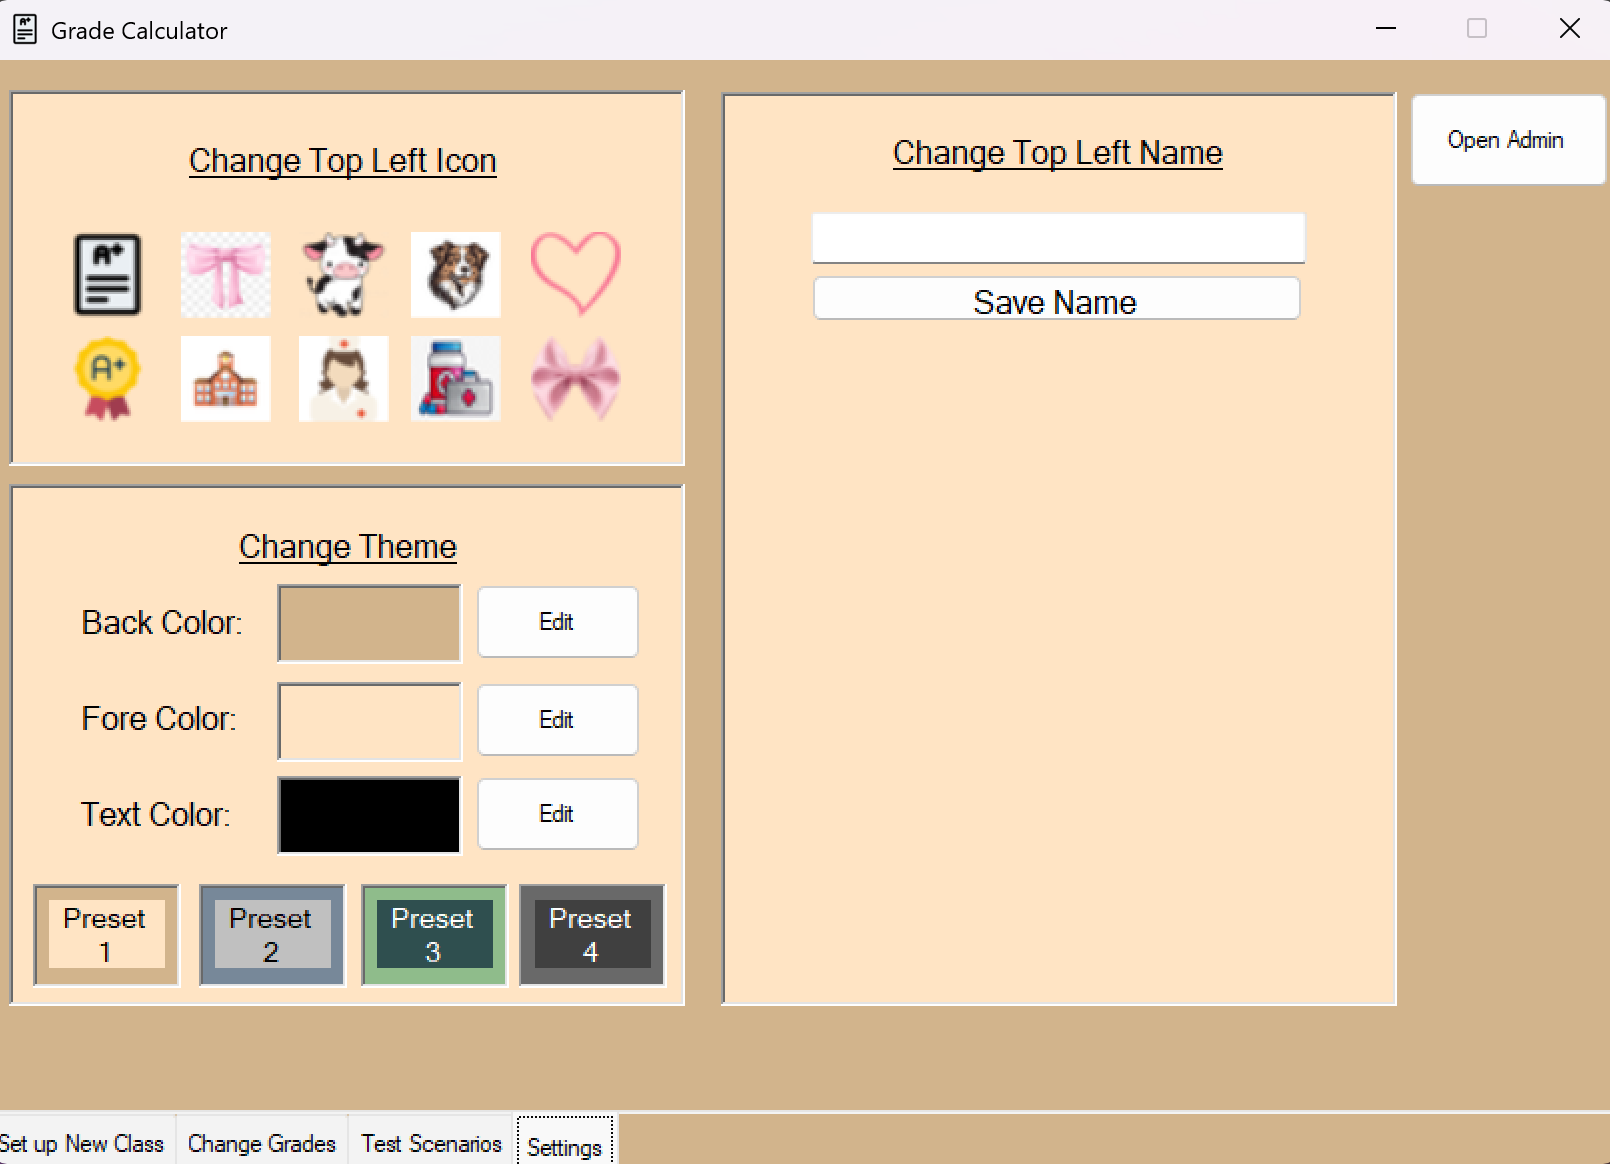 Grade Calculator
Change Top Left Icon
A+
A+
Change Top Left Name
Save Name
Open Admin
Change Theme
Back Color:
Edit
Fore Color:
Edit
Text Color:
Edit
Preset
1
Preset
2
Preset
3
Preset
4
Set up New Class
Change Grades
Test Scenarios
Settings